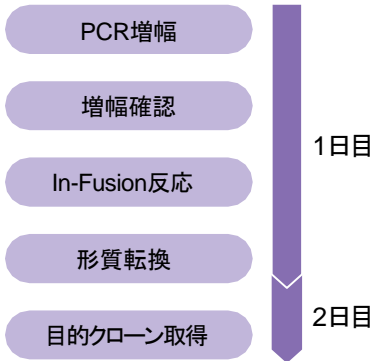 PCR増幅
増幅確認
In-Fusion反応
形質転換
目的クローン取得
1日目
2日目